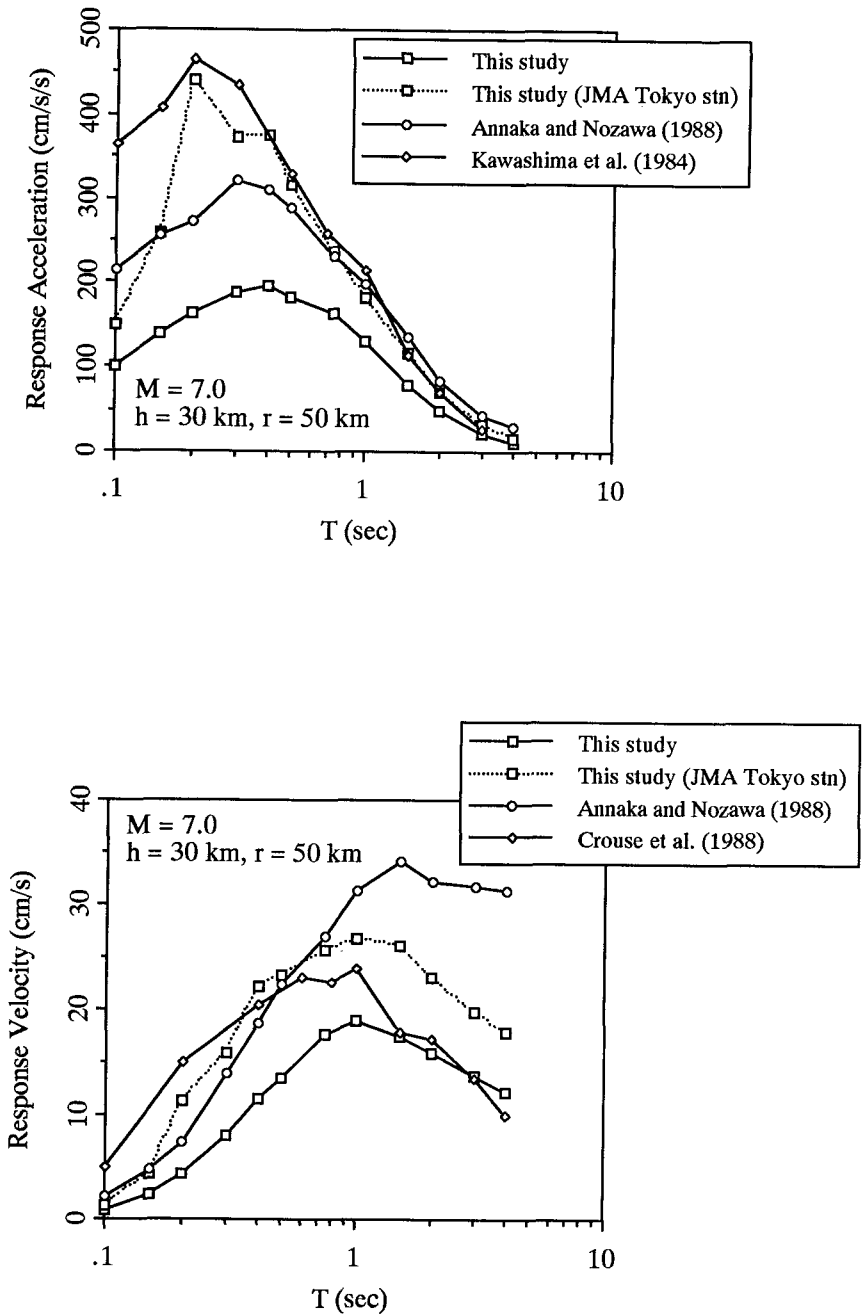 500
400
300
200
100
0
Response Acceleration (cm/s/s)
This study
This study (JMA Tokyo stn)
Annaka and Nozawa (1988)
Kawashima et al. (1984)
M = 7.0
h = 30 km, r = 50 km
.1
1
10
T (sec)
This study
This study (JMA Tokyo stn)
Annaka and Nozawa (1988)
Crouse et al. (1988)
40
30
20
10
0
Response Velocity (cm/s)
M = 7.0
h = 30 km, r = 50 km
.1
1
10
T (sec)